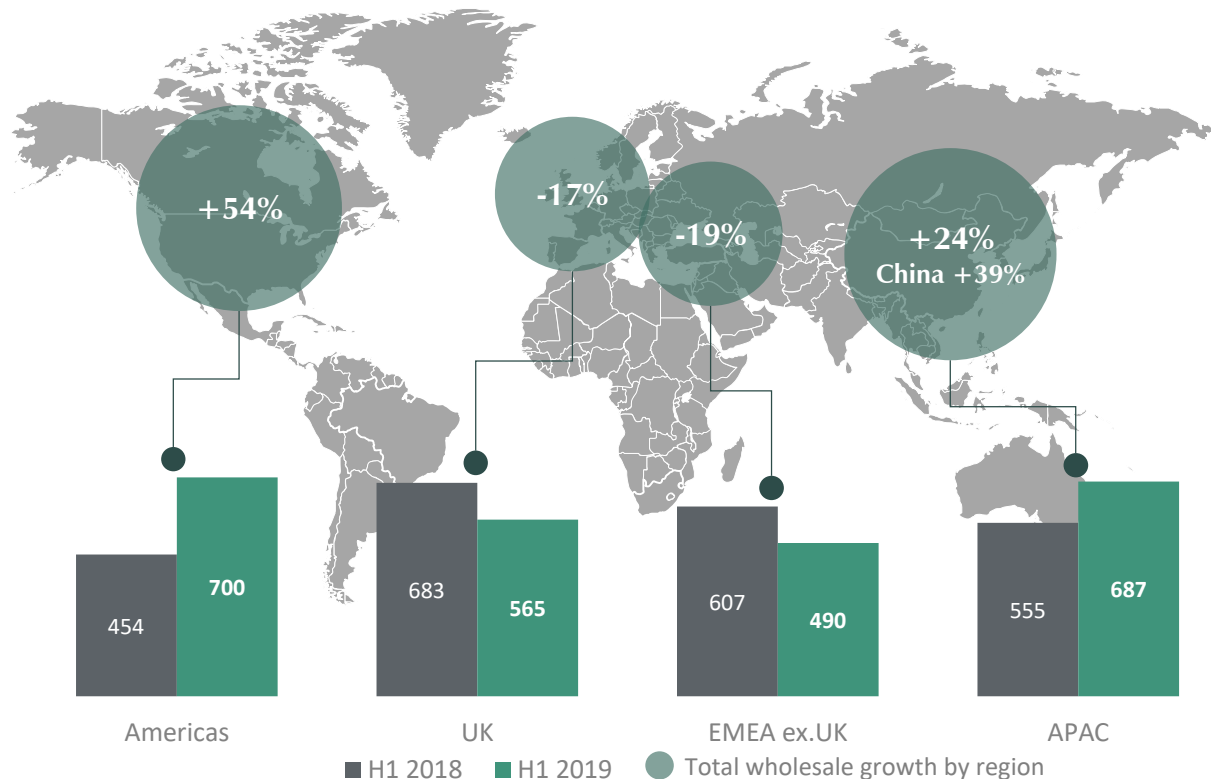 +54%
-17%
-19%
+24%
China +39%
454
700
683
565
607
490
555
687
Americas
UK
EMEA ex.UK
APAC
H1 2018
H1 2019
Total wholesale growth by region